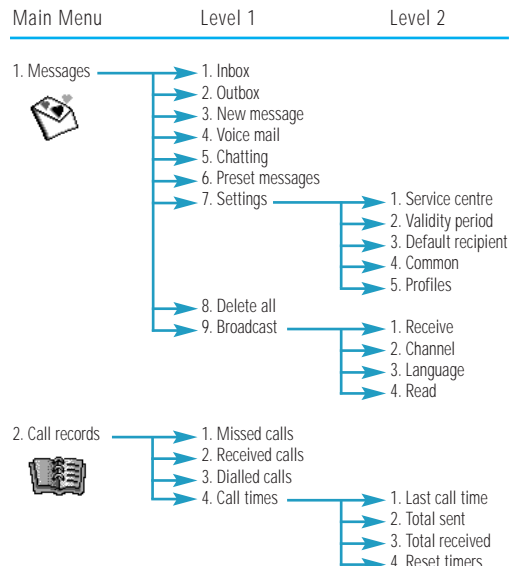 Main Menu Level 1 Level 2
1. Messages 1. Inbox
2. Outbox
3. New message
4. Voice mail
5. Chatting
6. Preset messages
7. Settings 1. Service centre
2. Validity period
3. Default recipient
4. Common
5. Profiles
8. Delete all
9. Broadcast 1. Receive
2. Channel
3. Language
4. Read
2. Call records 1. Missed calls
2. Received calls
3. Dialled calls
4. Call times 1. Last call time
2. Total sent
3. Total received
4. Reset timers